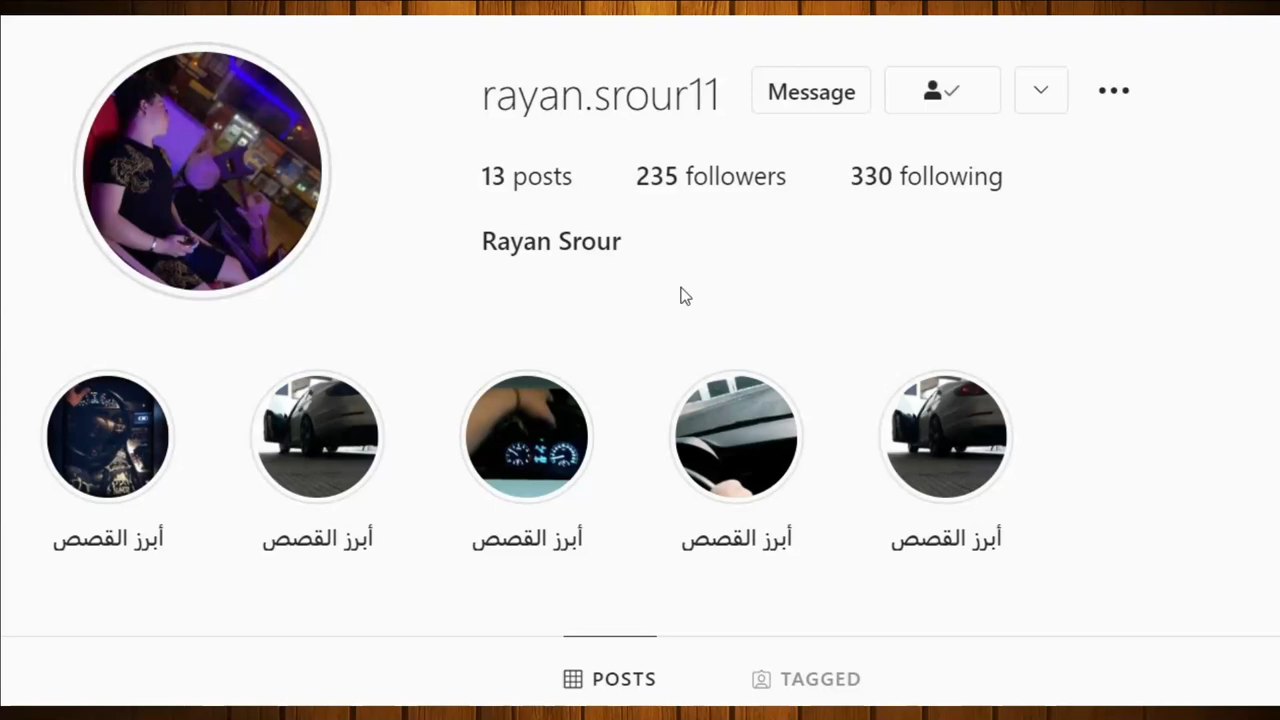 rayan.srour11 Message
13 posts 235 followers 330 following
Rayan Srour
أبرز القصص أبرز القصص أبرز القصص أبرز القصص أبرز القصص
POSTS TAGGED